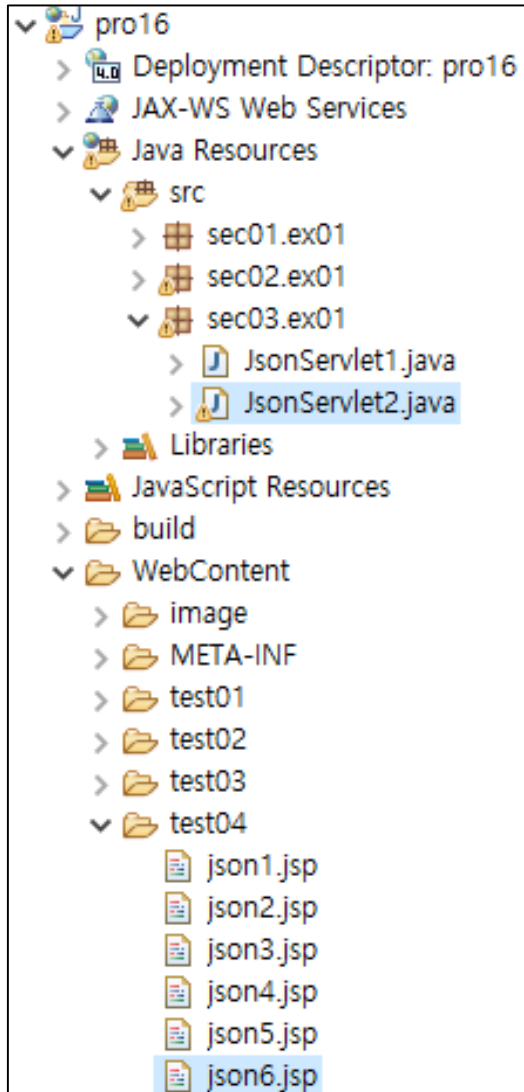 pro16
4.0 Deployment Descriptor: pro16
JAX-WS Web Services
Java Resources
src
sec01.ex01
sec02.ex01
sec03.ex01
J JsonServlet1.java
J JsonServlet2.java
Libraries
JavaScript Resources
build
WebContent
image
META-INF
test01
test02
test03
test04
json1.jsp
json2.jsp
json3.jsp
json4.jsp
json5.jsp
json6.jsp